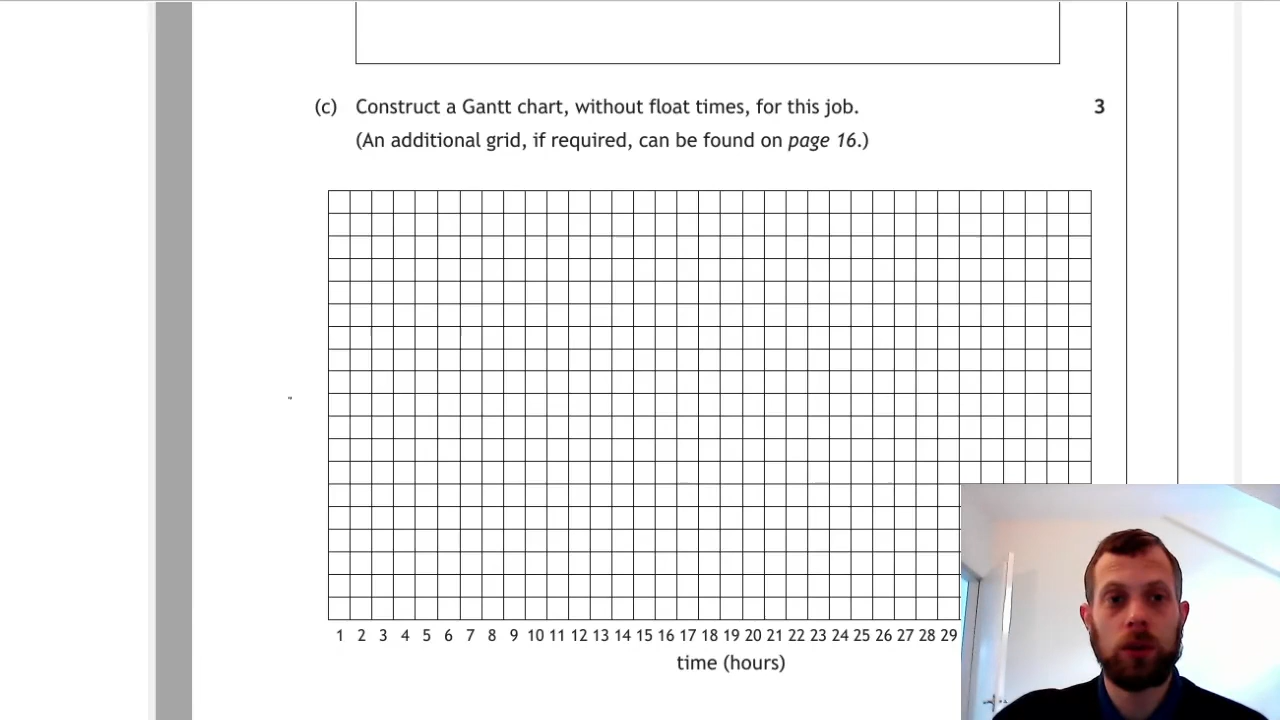 (c) Construct a Gantt chart, without float times, for this job. 3
(An additional grid, if required, can be found on page 16.)
1 2 3 4 5 6 7 8 9 10 11 12 13 14 15 16 17 18 19 20 21 22 23 24 25 26 27 28 29
time (hours)